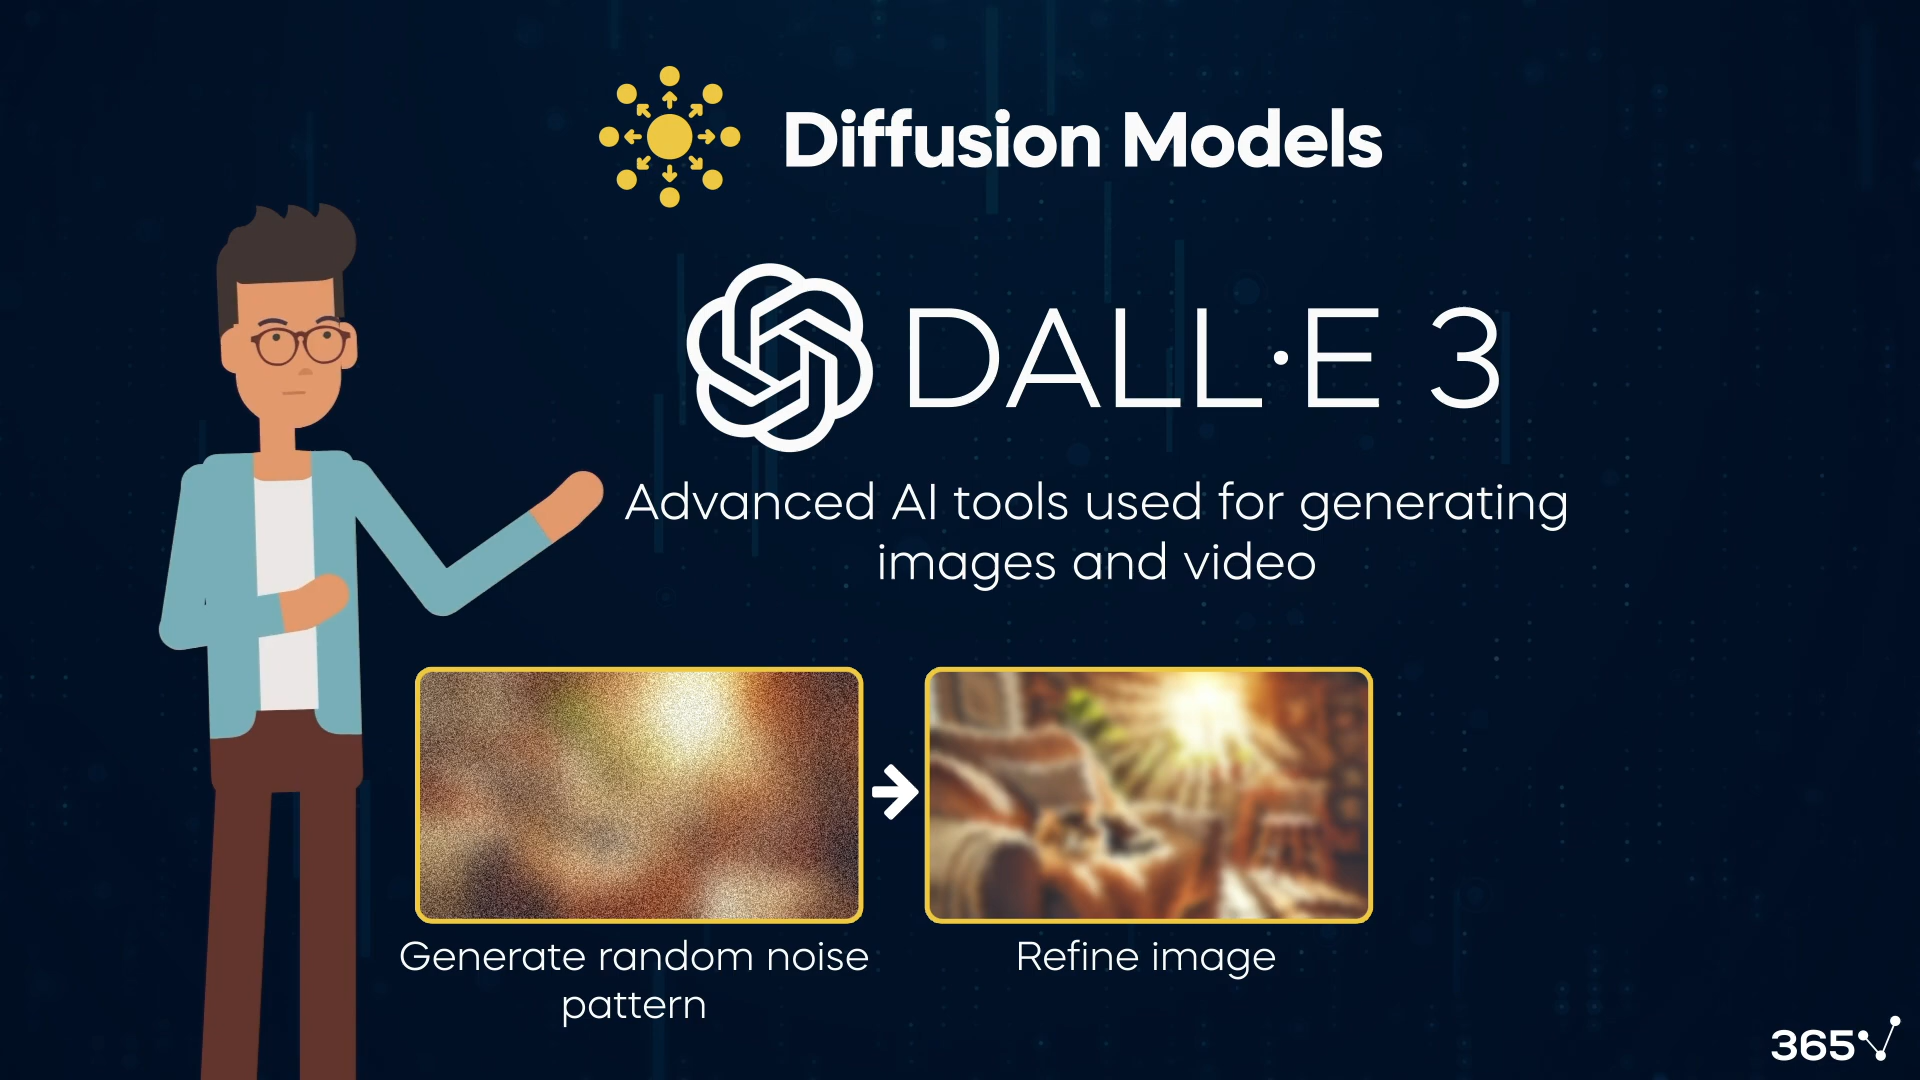 Diffusion Models
DALL·E 3
Advanced AI tools used for generating
images and video
Generate random noise
pattern
Refine image
365